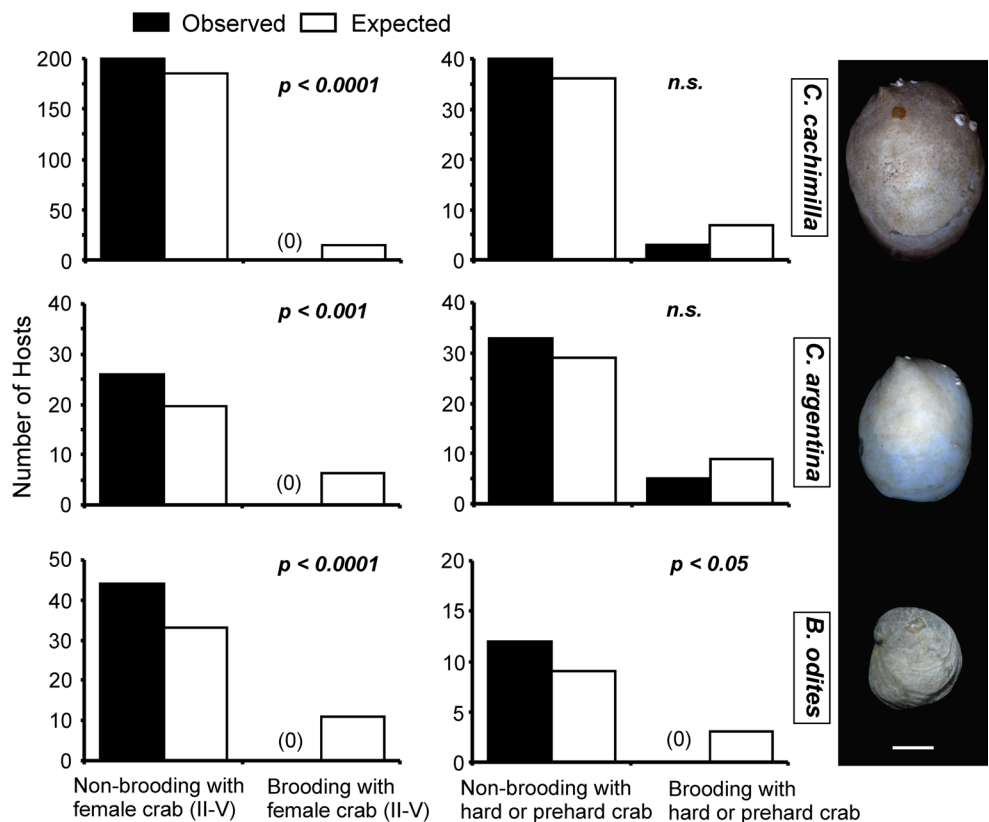 Observed Expected
Number of Hosts
200
150
100
50
0
p < 0.0001
(0)
40
30
20
10
0
n.s.
C. cachimilla
40
30
20
10
0
p < 0.001
(0)
40
30
20
10
0
n.s.
C. argentina
50
40
30
20
10
0
p < 0.0001
(0)
20
15
10
5
0
p < 0.05
(0)
B. odites
Non-brooding with
female crab (II-V)
Brooding with
female crab (II-V)
Non-brooding with
hard or prehard crab
Brooding with
hard or prehard crab